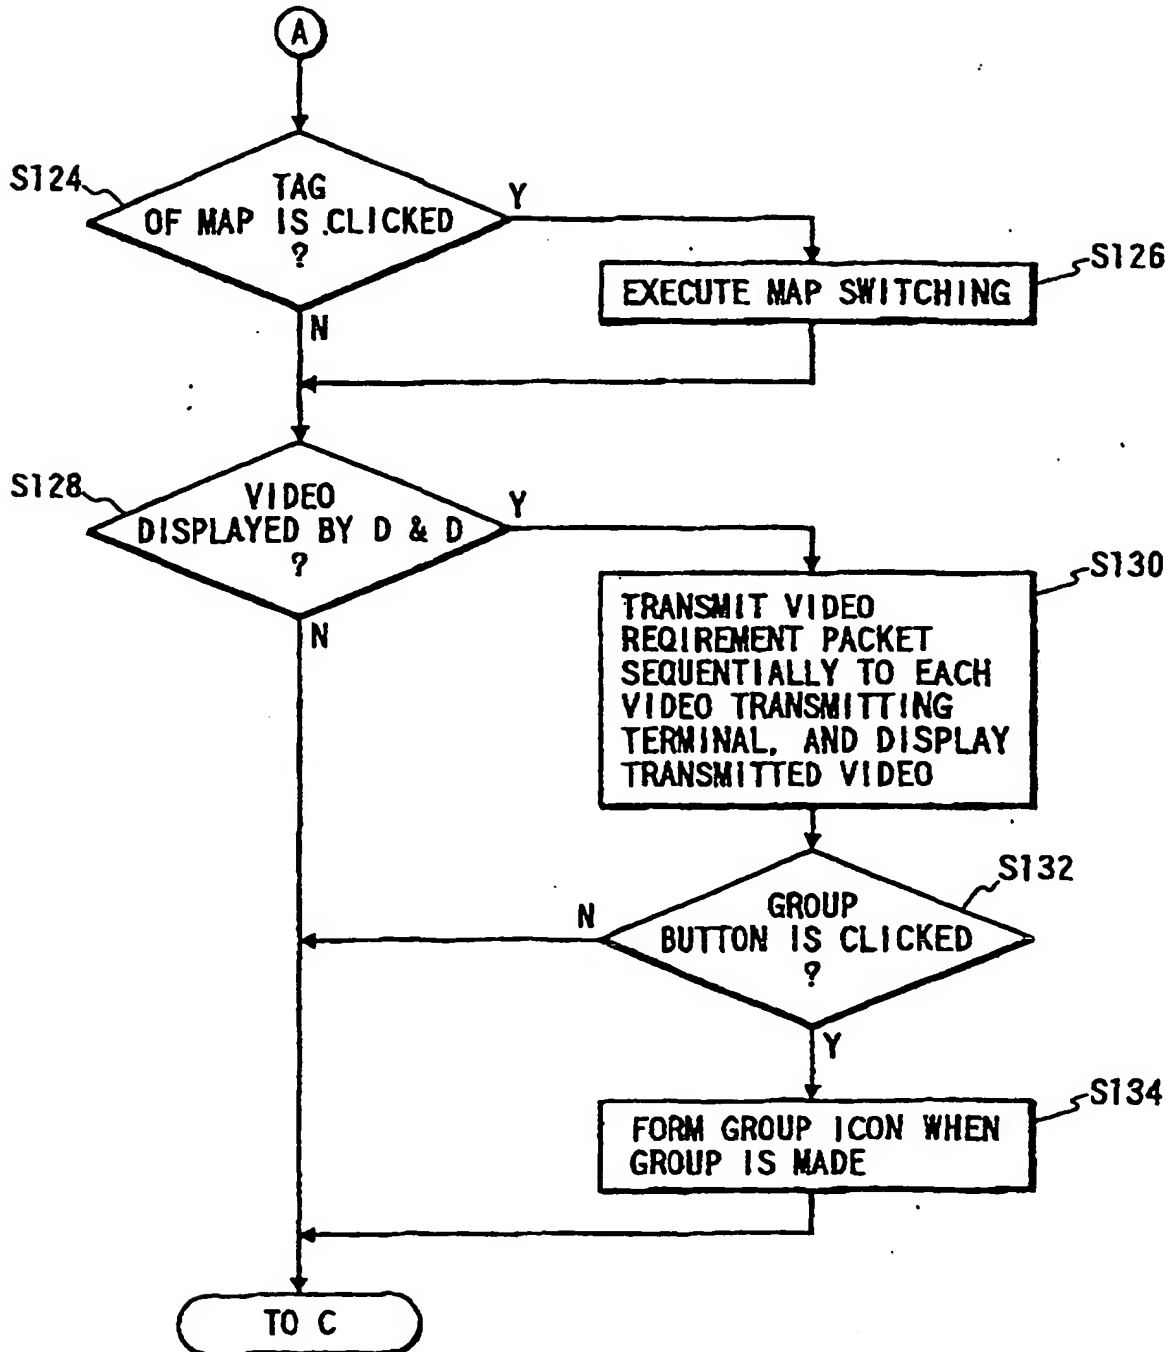 A
S124
TAG
OF MAP IS CLICKED
?
Y
N
S126
EXECUTE MAP SWITCHING
S128
VIDEO
DISPLAYED BY D & D
?
Y
N
S130
TRANSMIT VIDEO
REQIREMENT PACKET
SEQUENTIALLY TO EACH
VIDEO TRANSMITTING
TERMINAL, AND DISPLAY
TRANSMITTED VIDEO
S132
GROUP
BUTTON IS CLICKED
?
N
Y
S134
FORM GROUP ICON WHEN
GROUP IS MADE
TO C